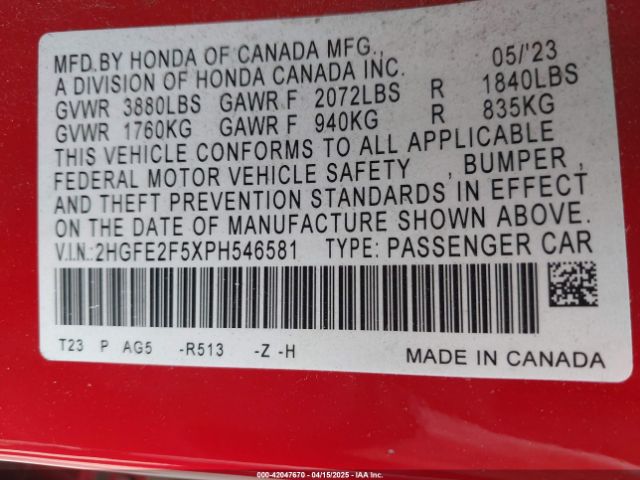 MFD.BY HONDA OF CANADA MFG., 05/'23
A DIVISION OF HONDA CANADA INC.
GVWR 3880LBS GAWR F 2072LBS R 1840LBS
GVWR 1760KG GAWR F 940KG R 835KG
THIS VEHICLE CONFORMS TO ALL APPLICABLE
FEDERAL MOTOR VEHICLE SAFETY , BUMPER ,
AND THEFT PREVENTION STANDARDS IN EFFECT
ON THE DATE OF MANUFACTURE SHOWN ABOVE.
V.I.N.:2HGFE2F5XPH546581 TYPE: PASSENGER CAR
T23 P AG5 -R513 -Z -H MADE IN CANADA
000-42047670 - 04/15/2025 - IAA Inc.